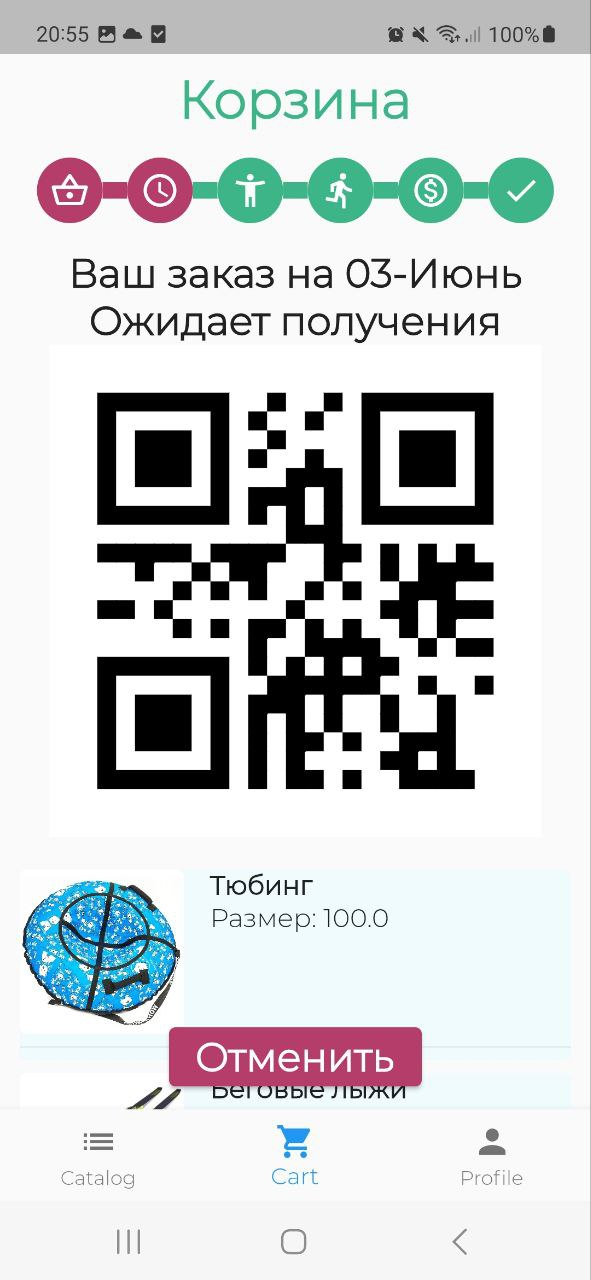 20:55 100%
Корзина
Ваш заказ на 03-Июнь
Ожидает получения
Тюбинг
Размер: 100.0
Отменить
Беговые лыжи
Catalog Cart Profile